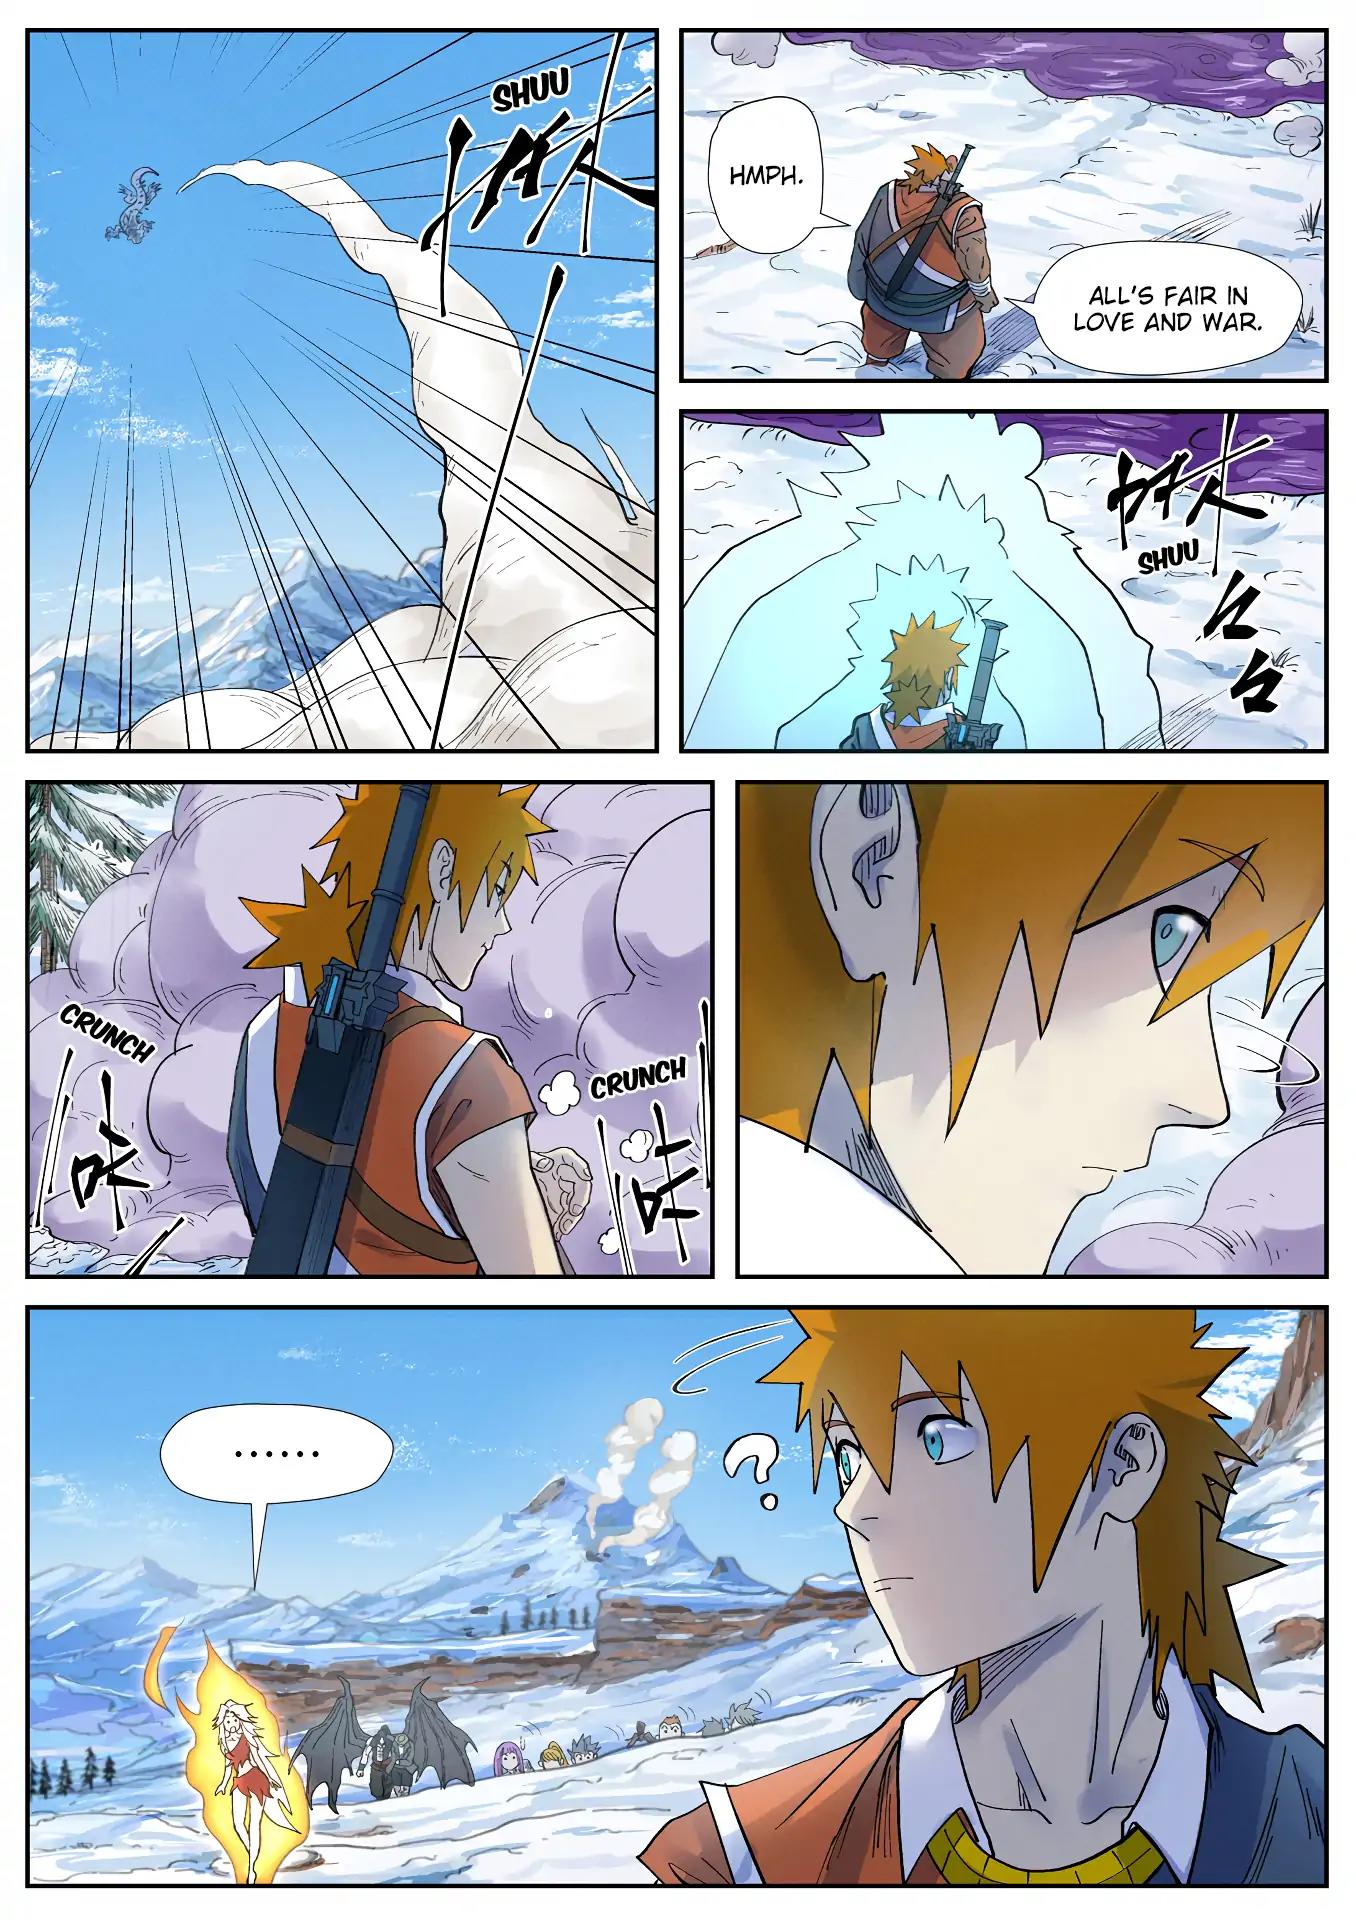 SHUU
HMPH.
ALL'S FAIR IN
LOVE AND WAR.
SHUU
CRUNCH
CRUNCH
......
?